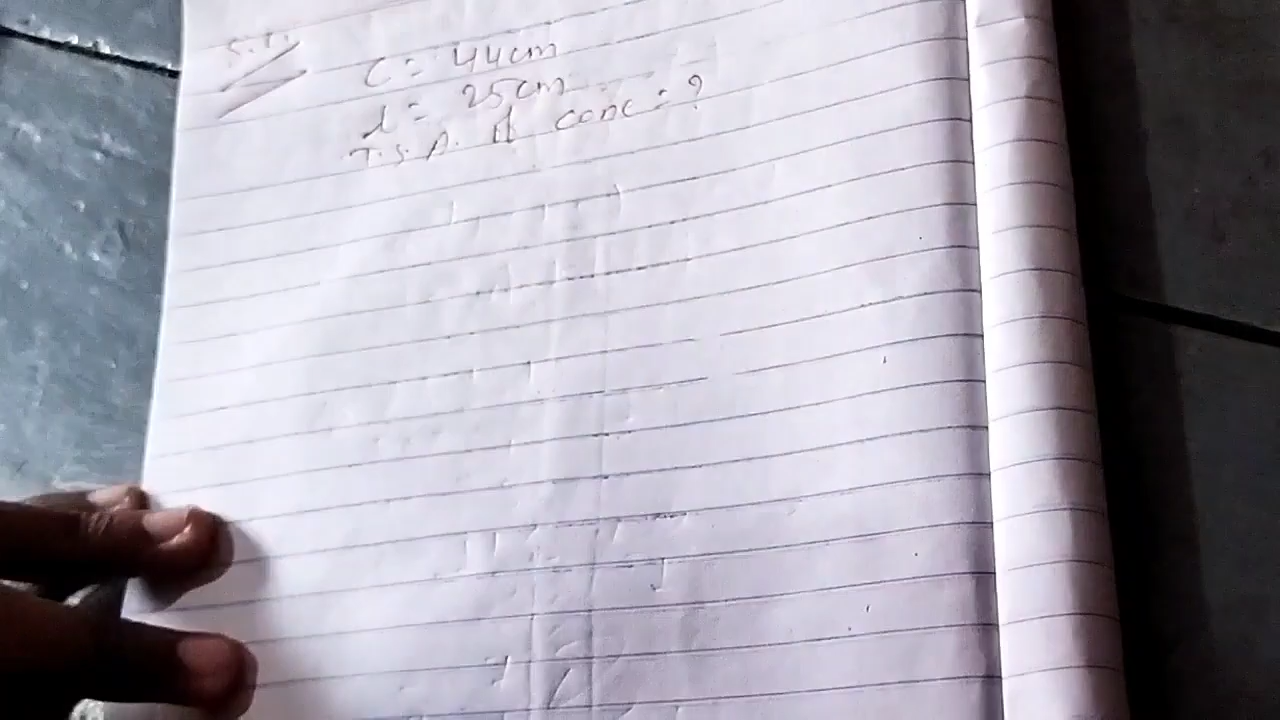 S.T.
C = 44cm
l = 25cm
T.S.A. of cone = ?